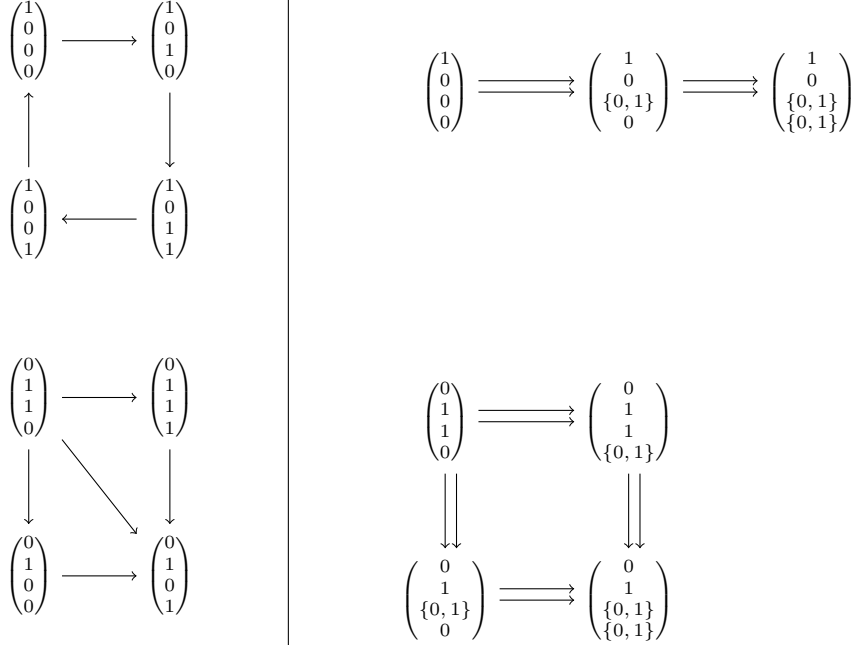 (1 0 0 0) → (1 0 1 0)
(1 0 0 1) ← (1 0 1 1)
(0 1 1 0) → (0 1 1 1)
(0 1 0 0) → (0 1 0 1)
(1 0 0 0) ⇉ (1 0 {0, 1} 0) ⇉ (1 0 {0, 1} {0, 1})
(0 1 1 0) ⇉ (0 1 1 {0, 1})
(0 1 {0, 1} 0) ⇉ (0 1 {0, 1} {0, 1})